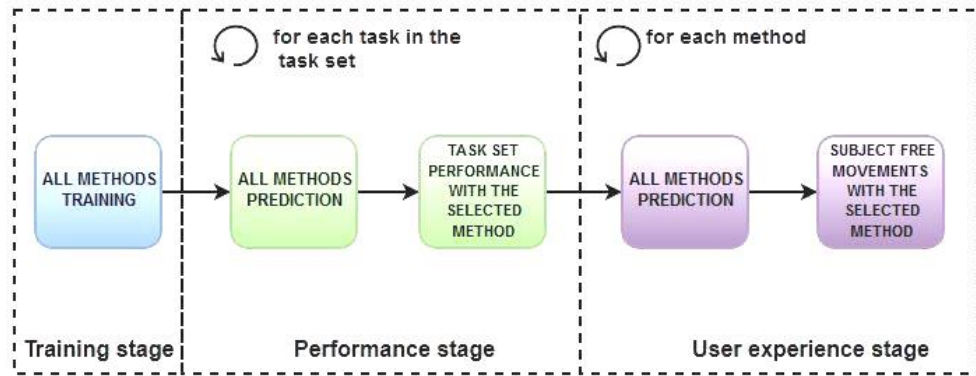 for each task in the
task set
for each method
ALL METHODS
TRAINING
ALL METHODS
PREDICTION
TASK SET
PERFORMANCE
WITH THE
SELECTED
METHOD
ALL METHODS
PREDICTION
SUBJECT FREE
MOVEMENTS
WITH THE
SELECTED
METHOD
Training stage
Performance stage
User experience stage